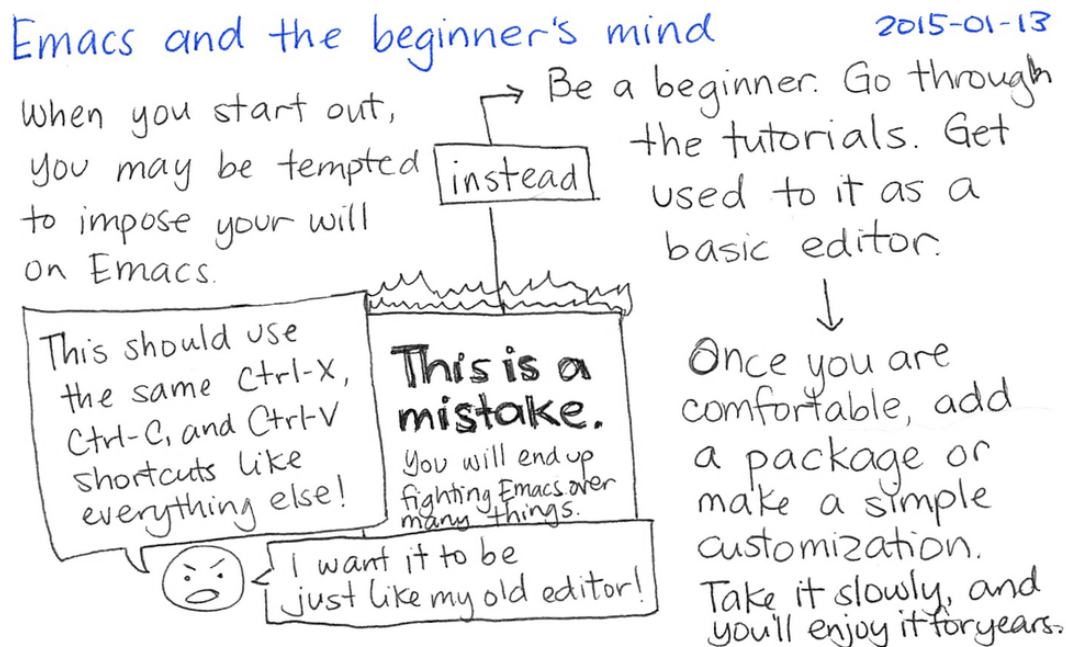 Emacs and the beginner's mind
2015-01-13
When you start out,
you may be tempted
to impose your will
on Emacs.
This should use
the same Ctrl-X,
Ctrl-C, and Ctrl-V
shortcuts like
everything else!
I want it to be
just like my old editor!
This is a
mistake.
You will end up
fighting Emacs over
many things.
instead
Be a beginner. Go through
the tutorials. Get
used to it as a
basic editor.
Once you are
comfortable, add
a package or
make a simple
customization.
Take it slowly, and
you'll enjoy it for years.